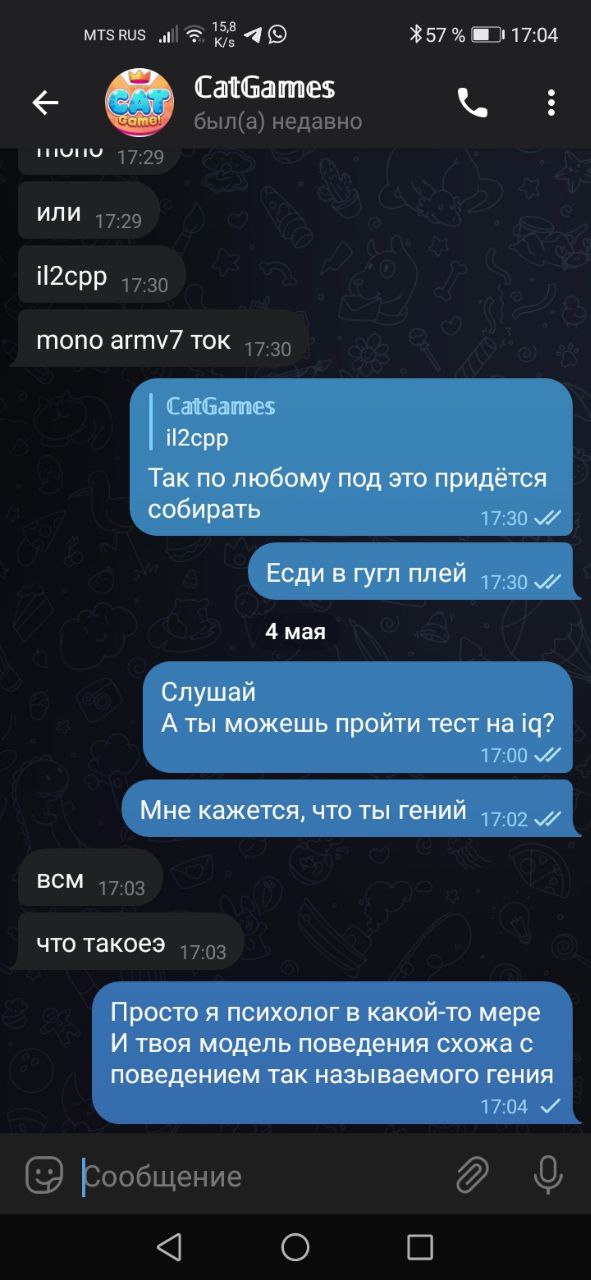 MTS RUS 15,8 K/s 57 % 17:04
CatGames
CAT
Game!
был(а) недавно
mono 17:29
или 17:29
il2cpp 17:30
mono armv7 ток 17:30
CatGames
il2cpp
Так по любому под это придётся
собирать
17:30
Есди в гугл плей 17:30
4 мая
Слушай
А ты можешь пройти тест на iq?
17:00
Мне кажется, что ты гений 17:02
всм 17:03
что такоеэ 17:03
Просто я психолог в какой-то мере
И твоя модель поведения схожа с
поведением так называемого гения
17:04
Сообщение